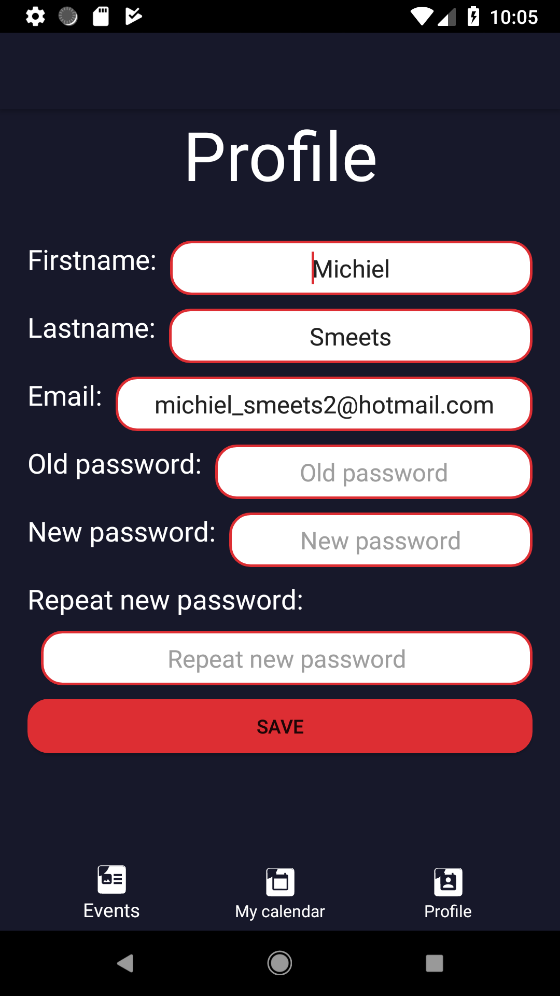 10:05
Profile
Firstname: Michiel
Lastname: Smeets
Email: michiel_smeets2@hotmail.com
Old password: Old password
New password: New password
Repeat new password:
Repeat new password
SAVE
Events My calendar Profile